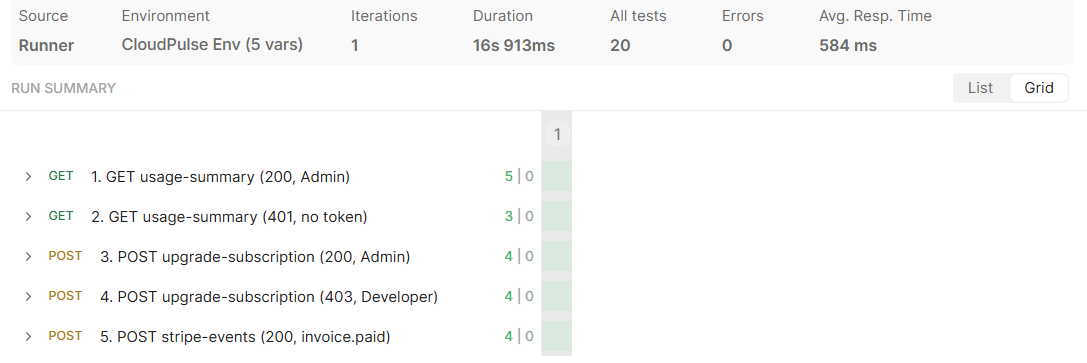 Source Environment Iterations Duration All tests Errors Avg. Resp. Time
Runner CloudPulse Env (5 vars) 1 16s 913ms 20 0 584 ms
RUN SUMMARY List Grid
1
GET 1. GET usage-summary (200, Admin) 5 | 0
GET 2. GET usage-summary (401, no token) 3 | 0
POST 3. POST upgrade-subscription (200, Admin) 4 | 0
POST 4. POST upgrade-subscription (403, Developer) 4 | 0
POST 5. POST stripe-events (200, invoice.paid) 4 | 0